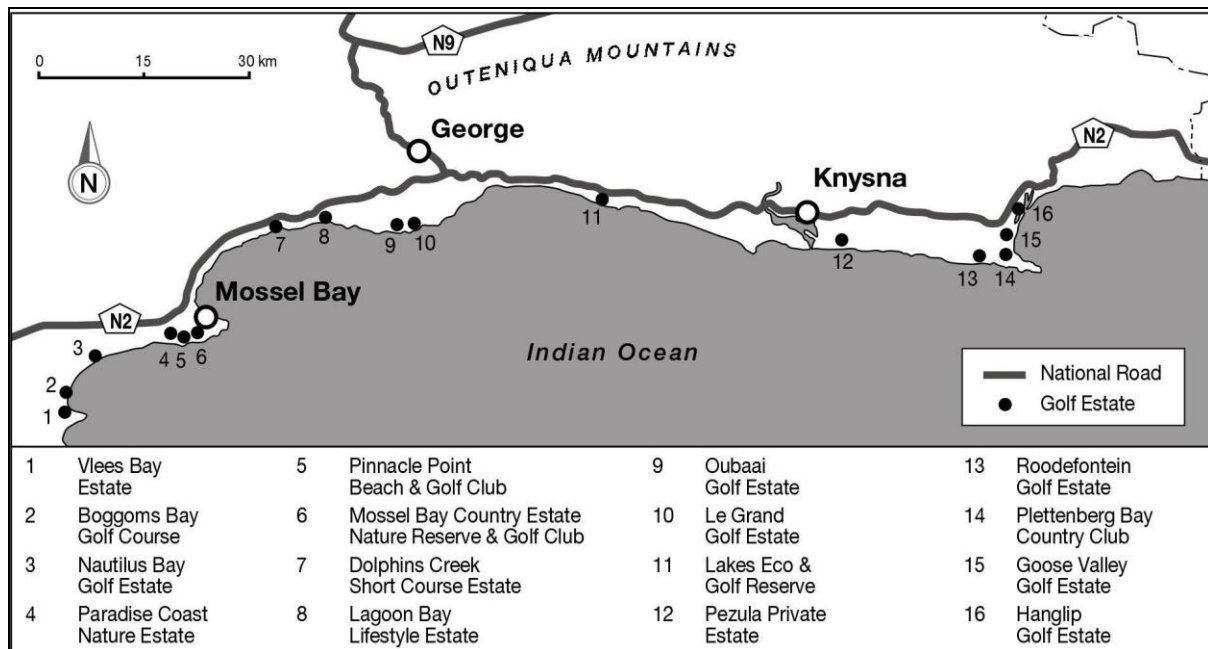 N9
0 15 30 km
OUTENIQUA MOUNTAINS
George
N2
N
Knysna
11
16
7
8
9
10
15
12
13
14
Mossel Bay
N2
3
4
5
6
Indian Ocean
2
1
National Road
Golf Estate
1 Vlees Bay
Estate
2 Boggoms Bay
Golf Course
3 Nautilus Bay
Golf Estate
4 Paradise Coast
Nature Estate
5 Pinnacle Point
Beach & Golf Club
6 Mossel Bay Country Estate
Nature Reserve & Golf Club
7 Dolphins Creek
Short Course Estate
8 Lagoon Bay
Lifestyle Estate
9 Oubaai
Golf Estate
10 Le Grand
Golf Estate
11 Lakes Eco &
Golf Reserve
12 Pezula Private
Estate
13 Roodefontein
Golf Estate
14 Plettenberg Bay
Country Club
15 Goose Valley
Golf Estate
16 Hanglip
Golf Estate